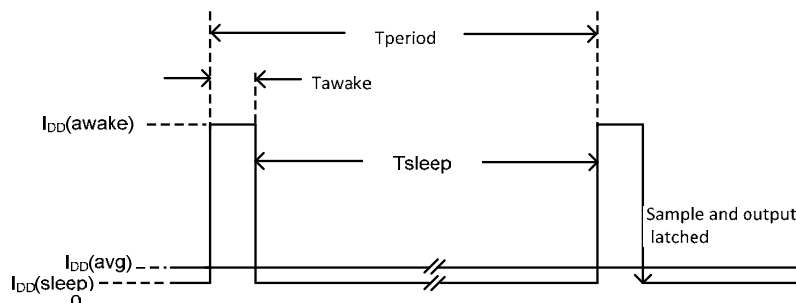 Tperiod
Tawake
IDD(awake)
Tsleep
Sample and output
latched
IDD(avg)
IDD(sleep)
0